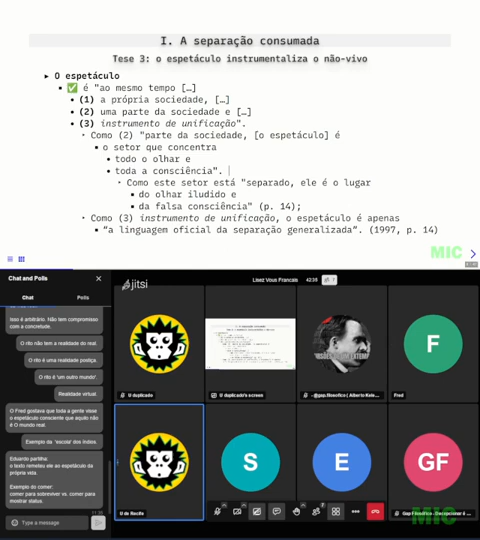 I. A separação consumada
Tese 3: o espetáculo instrumentaliza o não-vivo
▸ O espetáculo
▪ ✅ é "ao mesmo tempo […]
• (1) a própria sociedade, […]
• (2) uma parte da sociedade e […]
• (3) instrumento de unificação".
- Como (2) "parte da sociedade, [o espetáculo] é
▪ o setor que concentra
• todo o olhar e
• toda a consciência".
- Como este setor está "separado, ele é o lugar
▪ do olhar iludido e
▪ da falsa consciência" (p. 14);
- Como (3) instrumento de unificação, o espetáculo é apenas
▪ “a linguagem oficial da separação generalizada”. (1997, p. 14)
MIC
Chat and Polls
Chat
Polls
Isso é arbitrário. Não tem compromisso
com a concretude.
O rito não tem a realidade do real.
O rito é uma realidade postiça.
O rito é 'um outro mundo'.
Realidade virtual
O Fred gostava que toda a gente visse
o espetáculo consciente que aquilo não
é O mundo real.
Exemplo da 'escola' dos índios.
Eduardo partilha:
o texto remeteu ele ao espetáculo da
própria vida.
Exemplo do comer:
comer para sobreviver vs. comer para
mostrar status.
Type a message
jitsi
Lisez Vous Francais
42:35
U duplicado
U duplicado's screen
Fred
F
U de Recife
S
E
GF
MIC